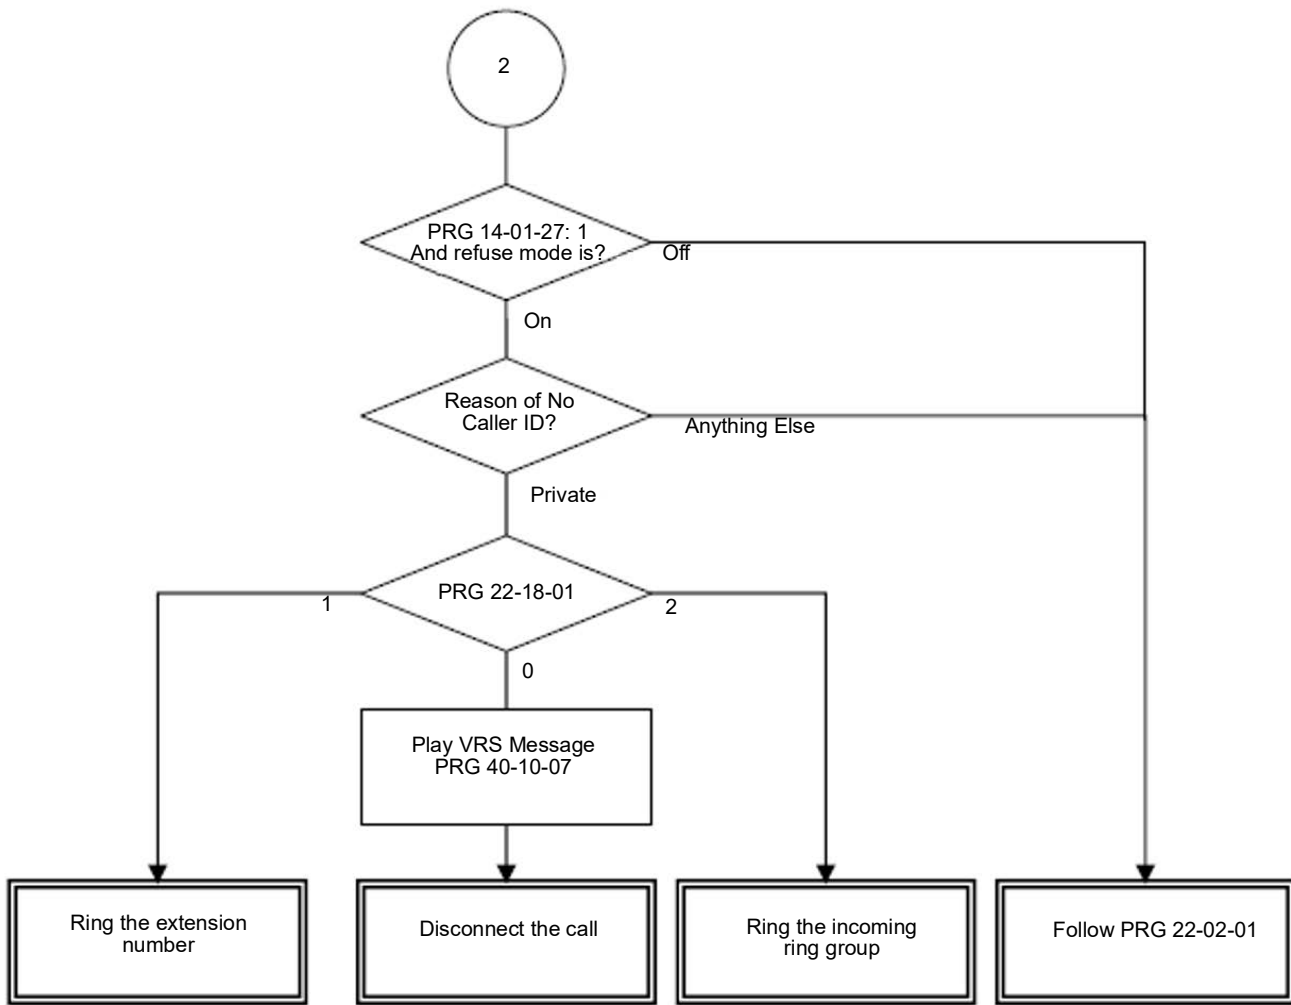 2
PRG 14-01-27: 1
And refuse mode is?
Off
On
Reason of No
Caller ID?
Anything Else
Private
PRG 22-18-01
1
2
0
Play VRS Message
PRG 40-10-07
Ring the extension
number
Disconnect the call
Ring the incoming
ring group
Follow PRG 22-02-01